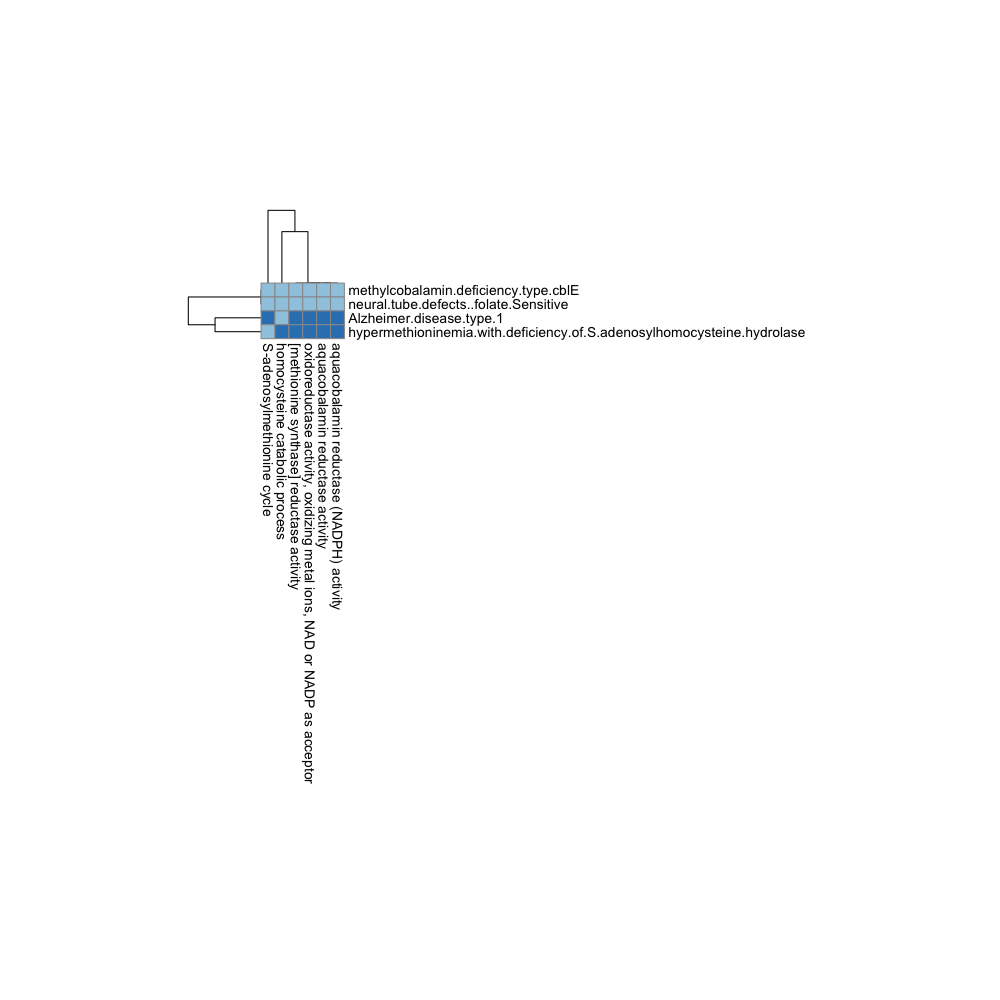 methylcobalamin.deficiency.type.cblE
neural.tube.defects..folate.Sensitive
Alzheimer.disease.type.1
hypermethioninemia.with.deficiency.of.S.adenosylhomocysteine.hydrolase
S-adenosylmethionine cycle
homocysteine catabolic process
[methionine synthase] reductase activity
oxidoreductase activity, oxidizing metal ions, NAD or NADP as acceptor
aquacobalamin reductase activity
aquacobalamin reductase (NADPH) activity